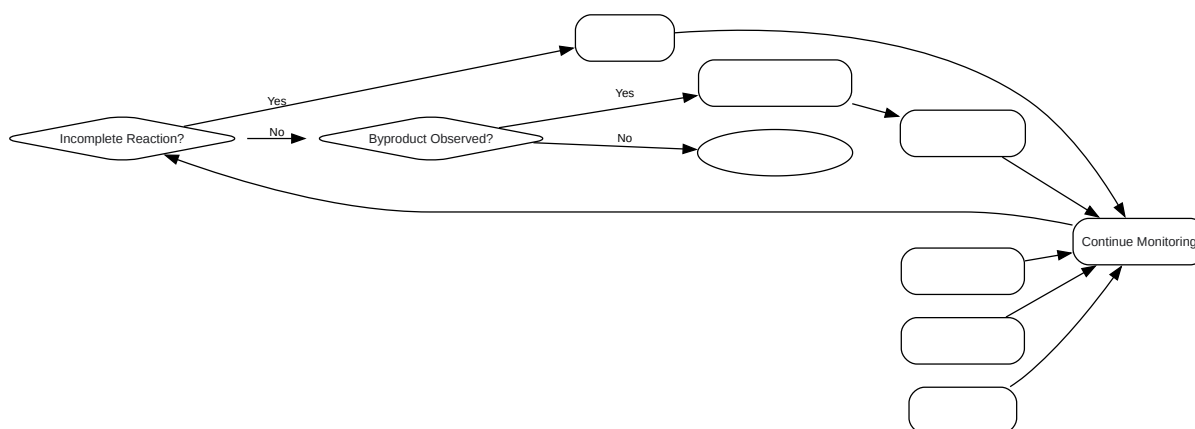 Yes
Yes
Incomplete Reaction?
No
Byproduct Observed?
No
Continue Monitoring